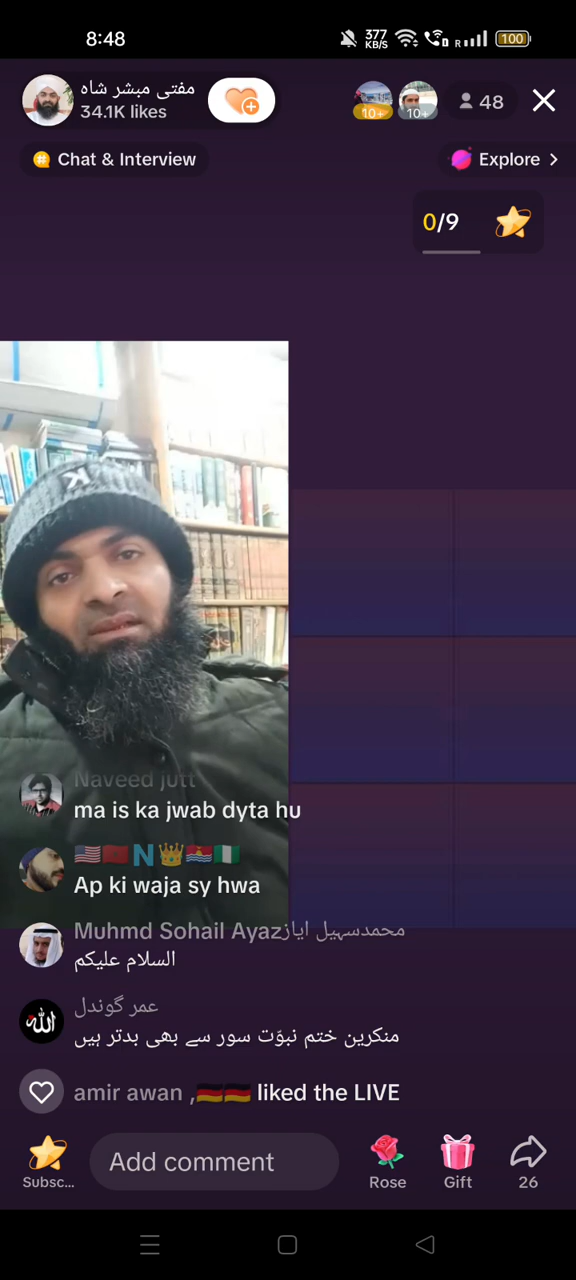 8:48
377
KB/S
R
100
مفتی مبشر شاہ
34.1K likes
10+
10+
48
# Chat & Interview
Explore >
0/9
K
Naveed jutt
ma is ka jwab dyta hu
N
Ap ki waja sy hwa
Muhmd Sohail Ayazمحمدسہیل ایاز
السلام علیکم
الله
عمر گوندل
منکرین ختم نبوّت سور سے بھی بدتر ہیں
amir awan ,🇩🇪🇩🇪 liked the LIVE
Add comment
Subsc...
Rose
Gift
26